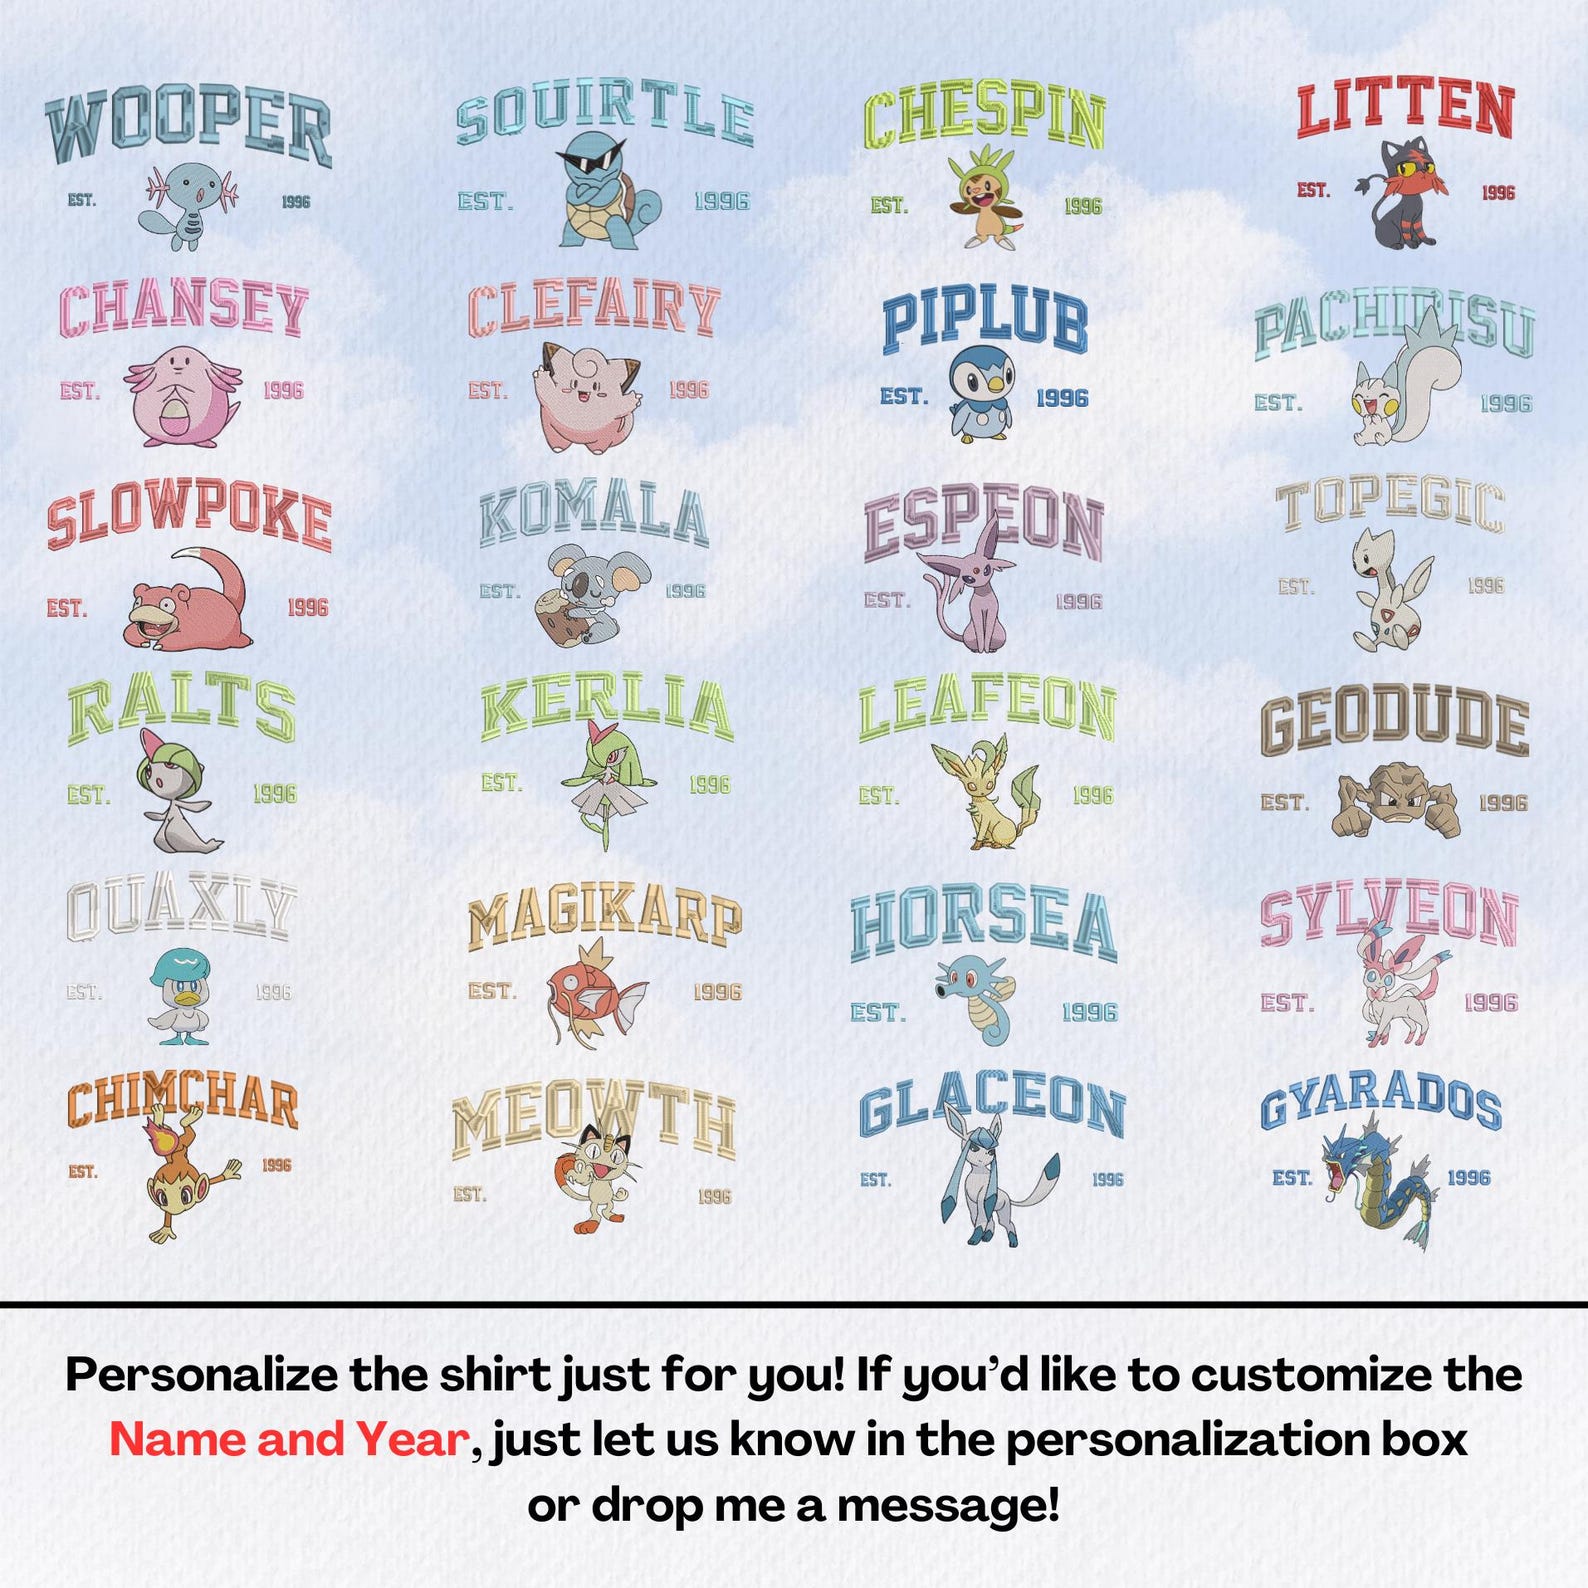 WOOPER
EST. 1996
SQUIRTLE
EST. 1996
CHESPIN
EST. 1996
LITTEN
EST. 1996
CHANSEY
EST. 1996
CLEFAIRY
EST. 1996
PIPLUB
EST. 1996
PACHIRISU
EST. 1996
SLOWPOKE
EST. 1996
KOMALA
EST. 1996
ESPEON
EST. 1996
TOPEGIC
EST. 1996
RALTS
EST. 1996
KERLIA
EST. 1996
LEAFEON
EST. 1996
GEODUDE
EST. 1996
QUAXLY
EST. 1996
MAGIKARP
EST. 1996
HORSEA
EST. 1996
SYLVEON
EST. 1996
CHIMCHAR
EST. 1996
MEOWTH
EST. 1996
GLACEON
EST. 1996
GYARADOS
EST. 1996
Personalize the shirt just for you! If you’d like to customize the
Name and Year, just let us know in the personalization box
or drop me a message!